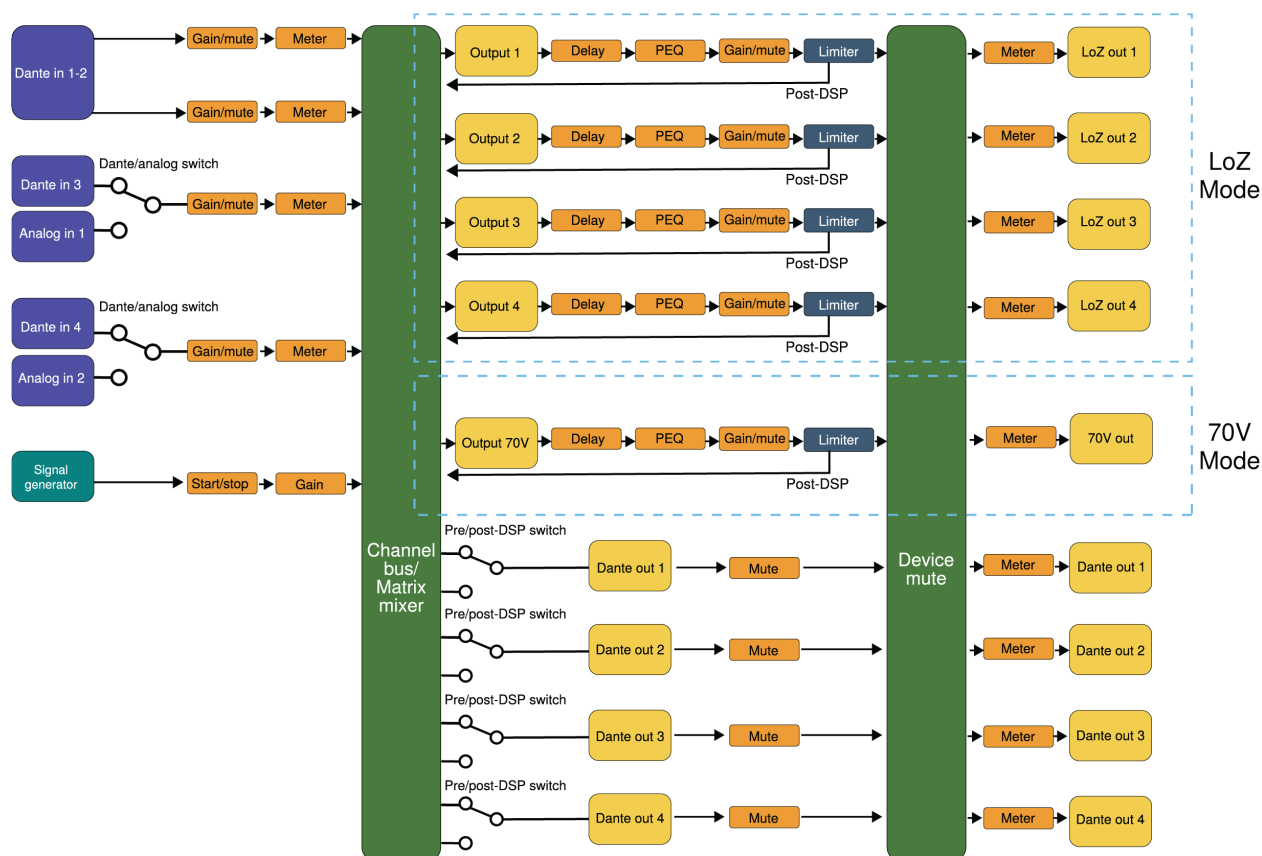 Dante in 1-2
Gain/mute
Meter
Gain/mute
Meter
Dante/analog switch
Dante in 3
Analog in 1
Gain/mute
Meter
Dante/analog switch
Dante in 4
Analog in 2
Gain/mute
Meter
Signal
generator
Start/stop
Gain
Channel
bus/
Matrix
mixer
Output 1
Delay
PEQ
Gain/mute
Limiter
Post-DSP
Output 2
Delay
PEQ
Gain/mute
Limiter
Post-DSP
Output 3
Delay
PEQ
Gain/mute
Limiter
Post-DSP
Output 4
Delay
PEQ
Gain/mute
Limiter
Post-DSP
Output 70V
Delay
PEQ
Gain/mute
Limiter
Post-DSP
Pre/post-DSP switch
Dante out 1
Mute
Pre/post-DSP switch
Dante out 2
Mute
Pre/post-DSP switch
Dante out 3
Mute
Pre/post-DSP switch
Dante out 4
Mute
Device
mute
Meter
LoZ out 1
Meter
LoZ out 2
Meter
LoZ out 3
Meter
LoZ out 4
LoZ
Mode
Meter
70V out
70V
Mode
Meter
Dante out 1
Meter
Dante out 2
Meter
Dante out 3
Meter
Dante out 4